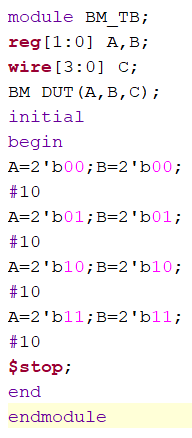 module BM_TB;
reg[1:0] A,B;
wire[3:0] C;
BM DUT(A,B,C);
initial
begin
A=2'b00;B=2'b00;
#10
A=2'b01;B=2'b01;
#10
A=2'b10;B=2'b10;
#10
A=2'b11;B=2'b11;
#10
$stop;
end
endmodule